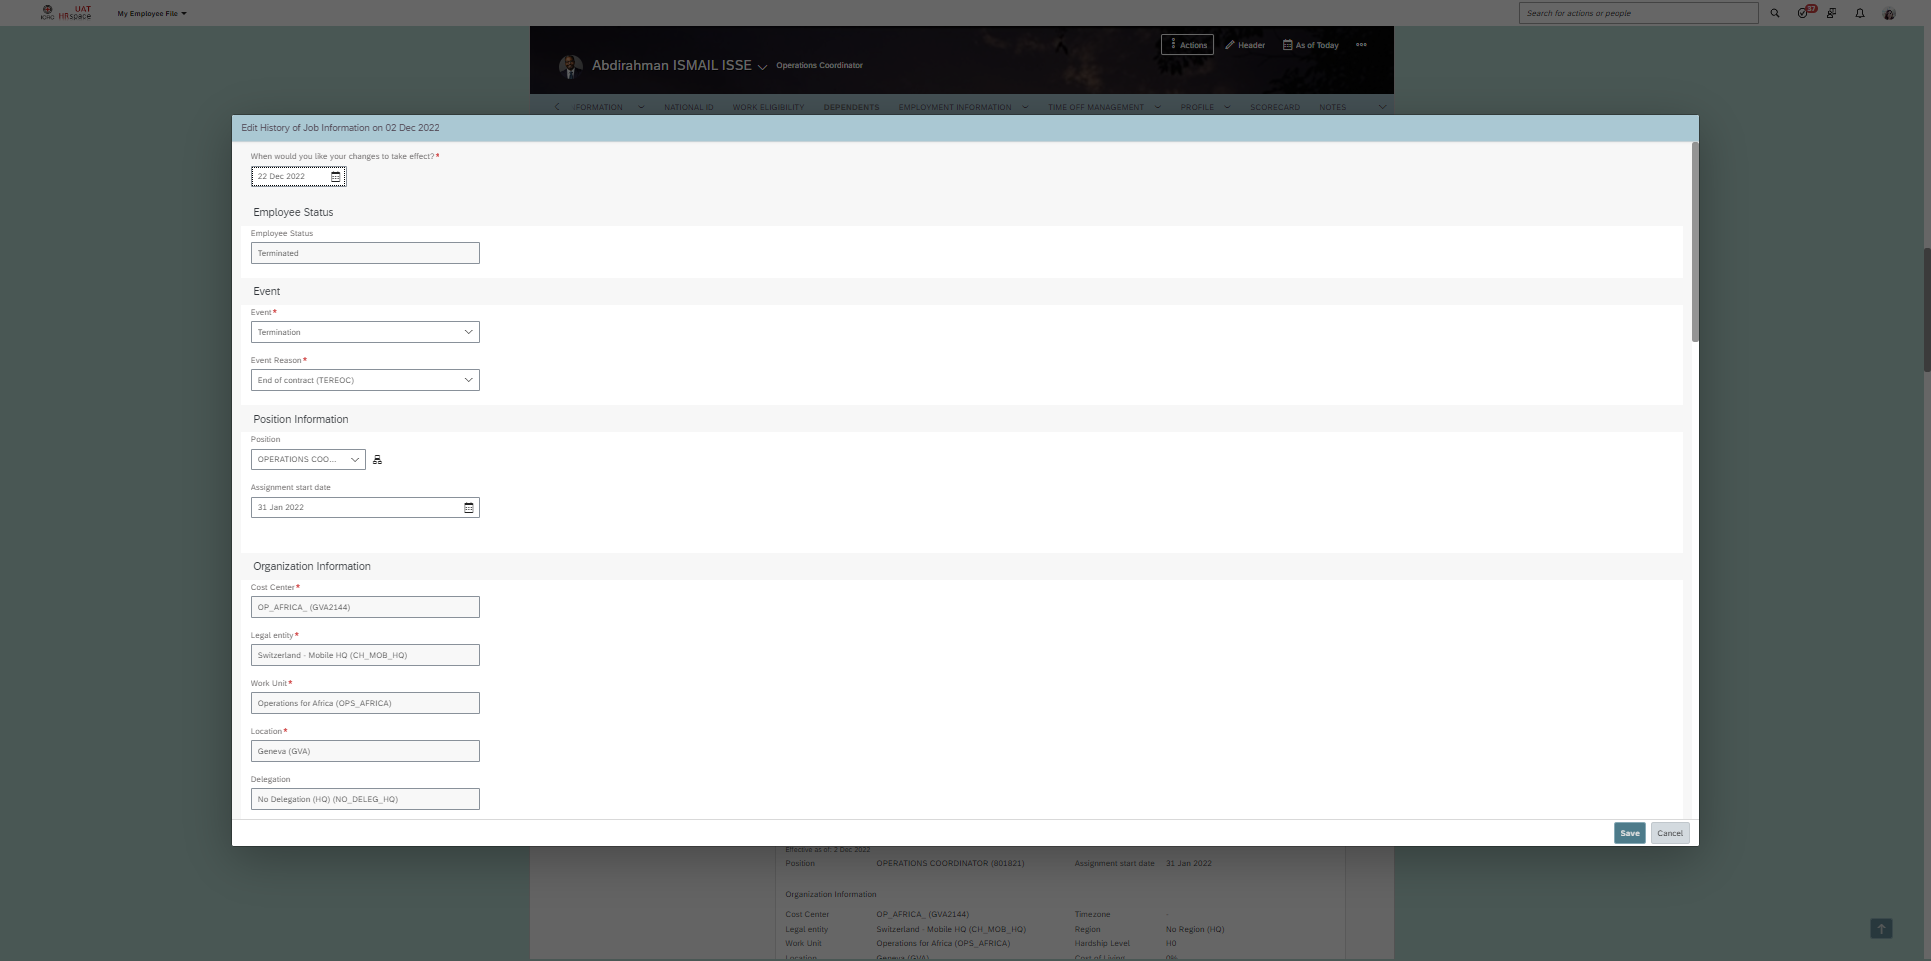 UAT
ICRC HRspace
My Employee File
Search for actions or people
37
Actions
Header
As of Today
Abdirahman ISMAIL ISSE
Operations Coordinator
FORMATION
NATIONAL ID
WORK ELIGIBILITY
DEPENDENTS
EMPLOYMENT INFORMATION
TIME OFF MANAGEMENT
PROFILE
SCORECARD
NOTES
Edit History of Job Information on 02 Dec 2022
When would you like your changes to take effect?*
22 Dec 2022
Employee Status
Employee Status
Terminated
Event
Event*
Termination
Event Reason*
End of contract (TEREOC)
Position Information
Position
OPERATIONS COO...
Assignment start date
31 Jan 2022
Organization Information
Cost Center*
OP_AFRICA_ (GVA2144)
Legal entity*
Switzerland - Mobile HQ (CH_MOB_HQ)
Work Unit*
Operations for Africa (OPS_AFRICA)
Location*
Geneva (GVA)
Delegation
No Delegation (HQ) (NO_DELEG_HQ)
Save
Cancel
Effective as of: 2 Dec 2022
Position OPERATIONS COORDINATOR (801821) Assignment start date 31 Jan 2022
Organization Information
Cost Center OP_AFRICA_ (GVA2144) Timezone -
Legal entity Switzerland - Mobile HQ (CH_MOB_HQ) Region No Region (HQ)
Work Unit Operations for Africa (OPS_AFRICA) Hardship Level H0
Location Geneva (GVA) Cost of Living 0%